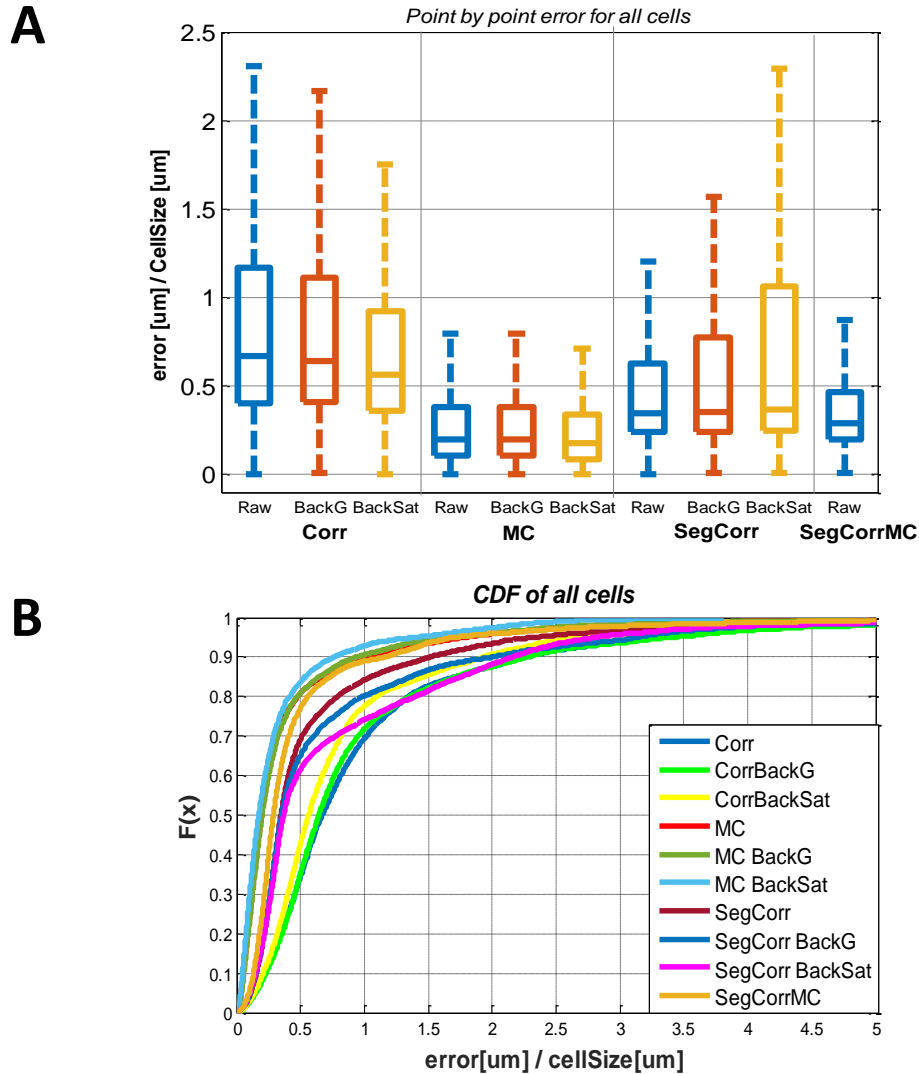 A
Point by point error for all cells
error [um] / CellSize [um]
2.5
2
1.5
1
0.5
0
Raw BackG BackSat Raw BackG BackSat Raw BackG BackSat Raw
Corr MC SegCorr SegCorrMC
B
CDF of all cells
F(x)
1
0.9
0.8
0.7
0.6
0.5
0.4
0.3
0.2
0.1
0
Corr
CorrBackG
CorrBackSat
MC
MC BackG
MC BackSat
SegCorr
SegCorr BackG
SegCorr BackSat
SegCorrMC
0 0.5 1 1.5 2 2.5 3 3.5 4 4.5 5
error[um] / cellSize[um]